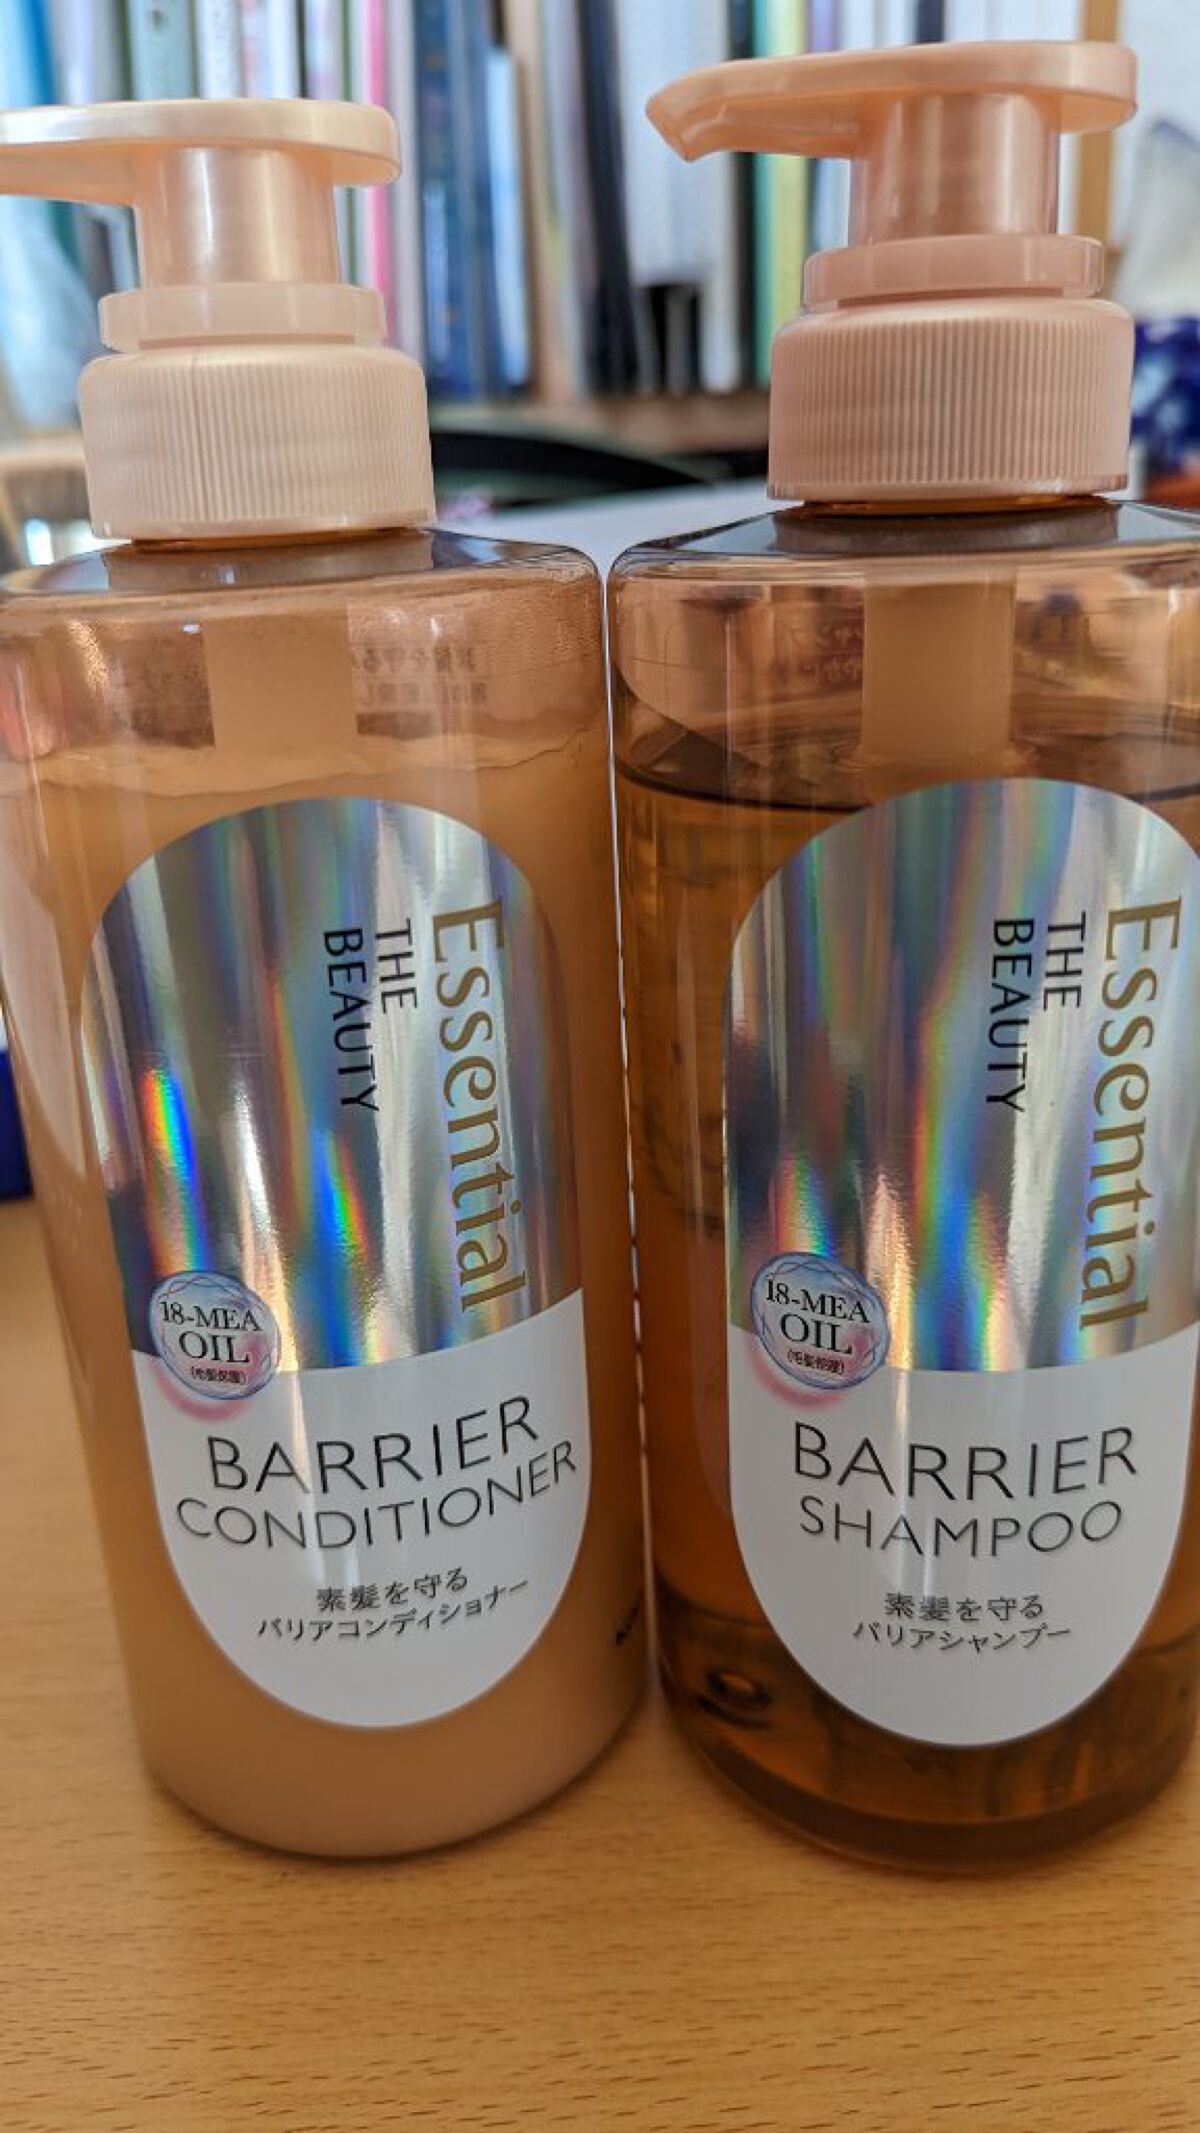 Essential
THE
BEAUTY
18-MEA
OIL
BARRIER
CONDITIONER
素髪を守る
バリアコンディショナー
Essential
THE
BEAUTY
18-MEA
OIL
BARRIER
SHAMPOO
素髪を守る
バリアシャンプー